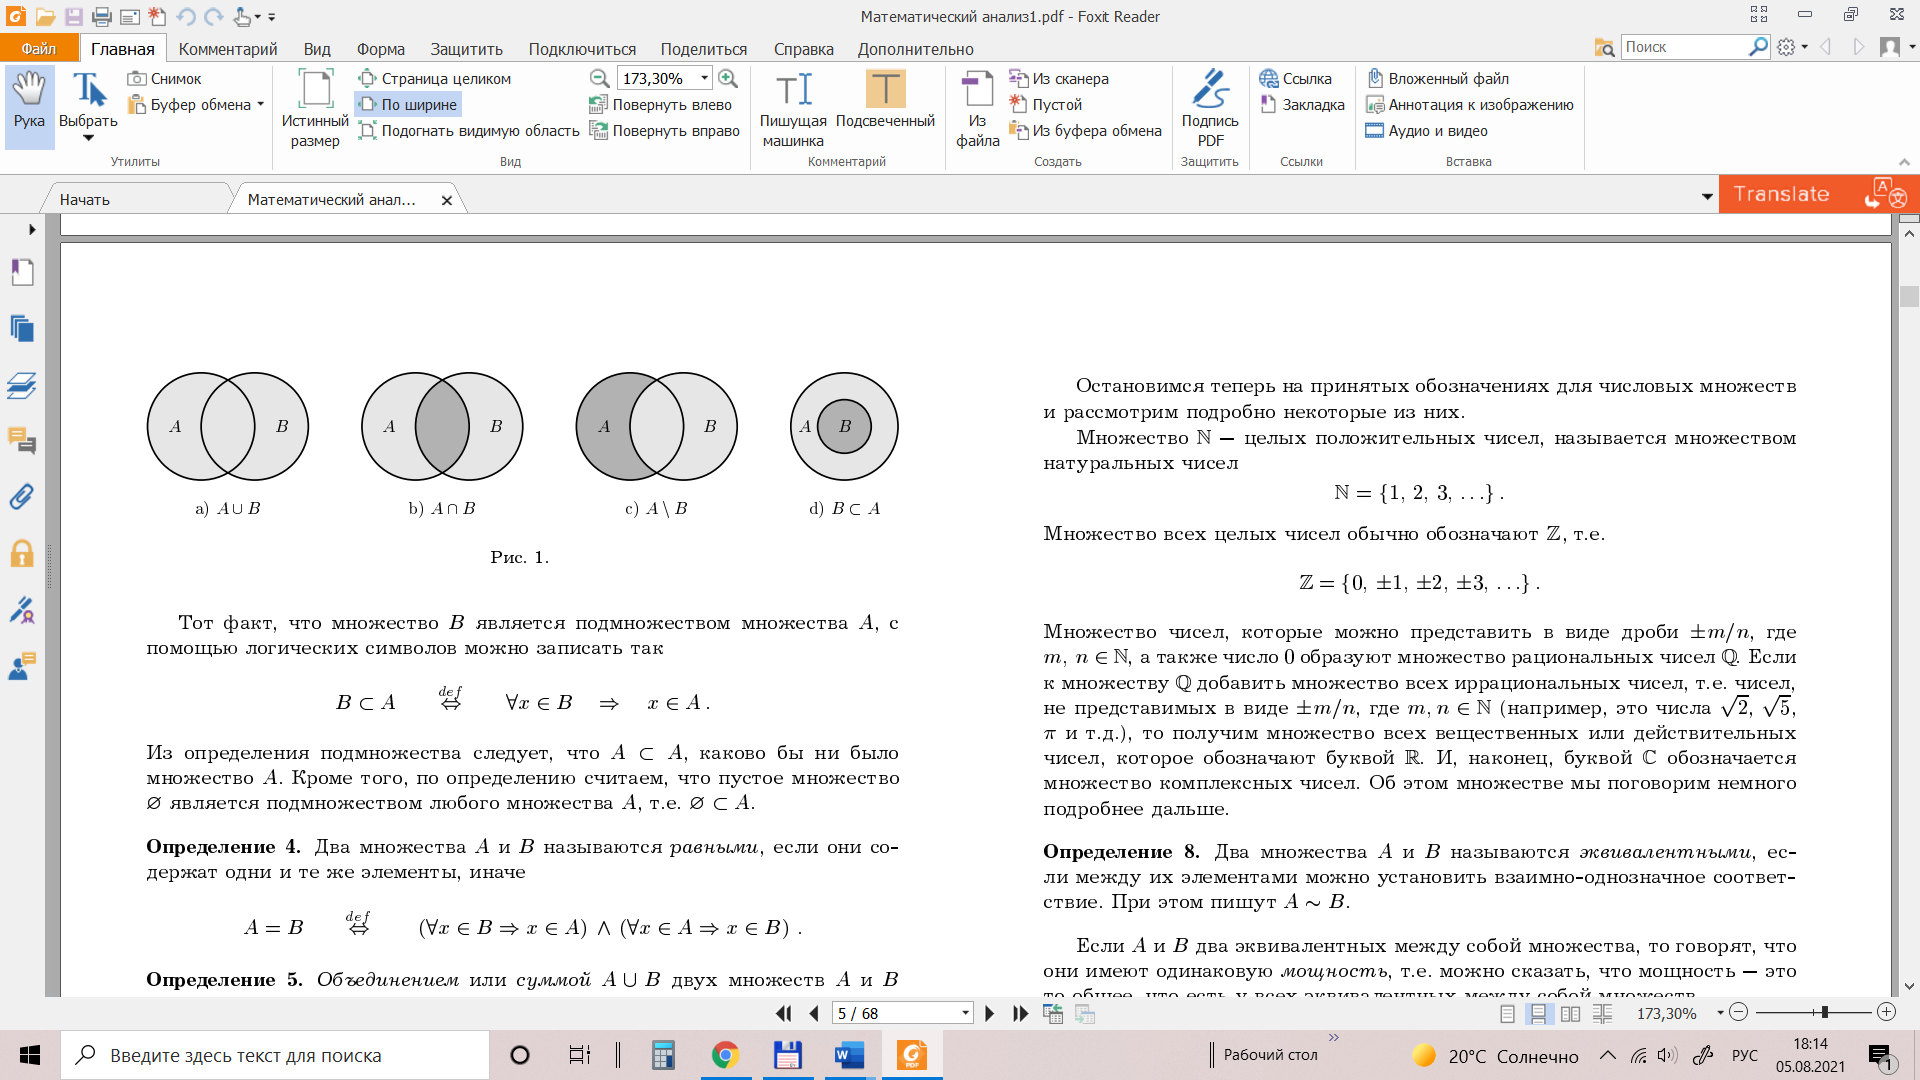 Математический анализ1.pdf - Foxit Reader
Файл
Главная
Комментарий
Вид
Форма
Защитить
Подключиться
Поделиться
Справка
Дополнительно
Поиск
Рука
Выбрать
Снимок
Буфер обмена
Утилиты
Истинный размер
Страница целиком
По ширине
Подогнать видимую область
173,30%
Повернуть влево
Повернуть вправо
Вид
Пишущая машинка
Подсвеченный
Комментарий
Из файла
Из сканера
Пустой
Из буфера обмена
Создать
Подпись PDF
Защитить
Ссылка
Закладка
Ссылки
Вложенный файл
Аннотация к изображению
Аудио и видео
Вставка
Начать
Математический анал...
Translate
A B
A B
A B
A B
a) A ∪ B
b) A ∩ B
c) A \ B
d) B ⊂ A
Рис. 1.
Тот факт, что множество B является подмножеством множества A, с
помощью логических символов можно записать так
B ⊂ A def ⇔ ∀x ∈ B ⇒ x ∈ A .
Из определения подмножества следует, что A ⊂ A, каково бы ни было
множество A. Кроме того, по определению считаем, что пустое множество
∅ является подмножеством любого множества A, т.е. ∅ ⊂ A.
Определение 4. Два множества A и B называются равными, если они со-
держат одни и те же элементы, иначе
A = B def ⇔ (∀x ∈ B ⇒ x ∈ A) ∧ (∀x ∈ A ⇒ x ∈ B) .
Определение 5. Объединением или суммой A ∪ B двух множеств A и B
Остановимся теперь на принятых обозначениях для числовых множеств
и рассмотрим подробно некоторые из них.
Множество ℕ – целых положительных чисел, называется множеством
натуральных чисел
ℕ = {1, 2, 3, ...} .
Множество всех целых чисел обычно обозначают ℤ, т.е.
ℤ = {0, ±1, ±2, ±3, ...} .
Множество чисел, которые можно представить в виде дроби ±m/n, где
m, n ∈ ℕ, а также число 0 образуют множество рациональных чисел ℚ. Если
к множеству ℚ добавить множество всех иррациональных чисел, т.е. чисел,
не представимых в виде ±m/n, где m, n ∈ ℕ (например, это числа √2, √5,
π и т.д.), то получим множество всех вещественных или действительных
чисел, которое обозначают буквой ℝ. И, наконец, буквой ℂ обозначается
множество комплексных чисел. Об этом множестве мы поговорим немного
подробнее дальше.
Определение 8. Два множества A и B называются эквивалентными, ес-
ли между их элементами можно установить взаимно-однозначное соответ-
ствие. При этом пишут A ∼ B.
Если A и B два эквивалентных между собой множества, то говорят, что
они имеют одинаковую мощность, т.е. можно сказать, что мощность – это
то общее, что есть у всех эквивалентных между собой множеств
5 / 68
173,30%
Введите здесь текст для поиска
Рабочий стол
20°C Солнечно
РУС
18:14
05.08.2021
1